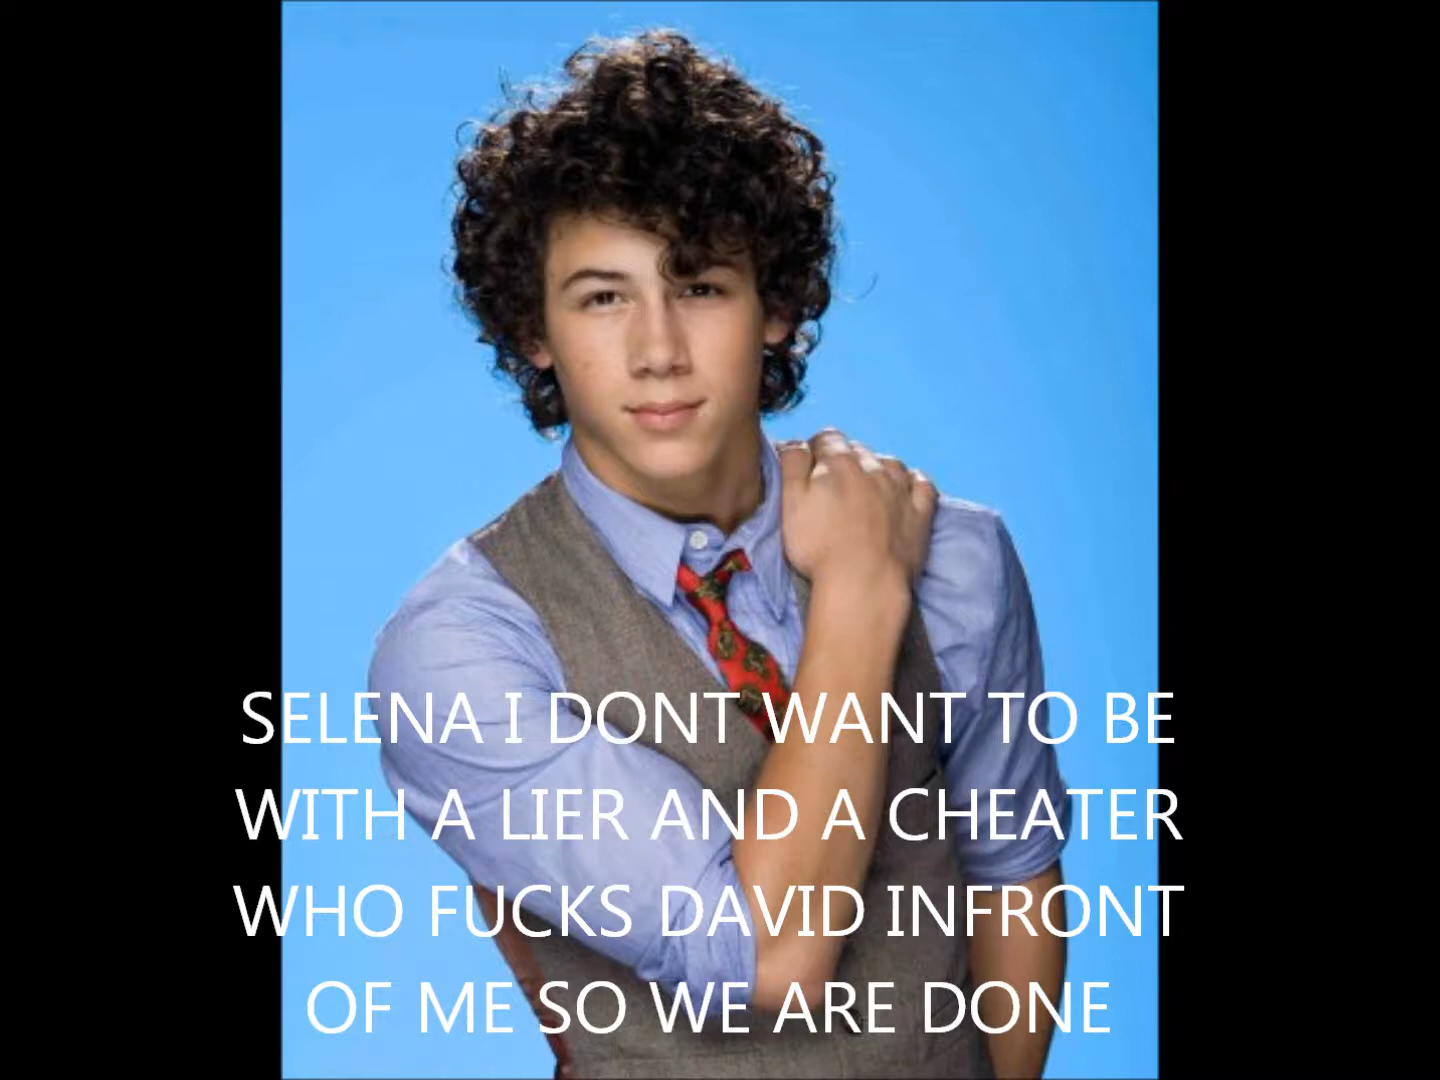 SELENA I DONT WANT TO BE
WITH A LIER AND A CHEATER
WHO FUCKS DAVID INFRONT
OF ME SO WE ARE DONE